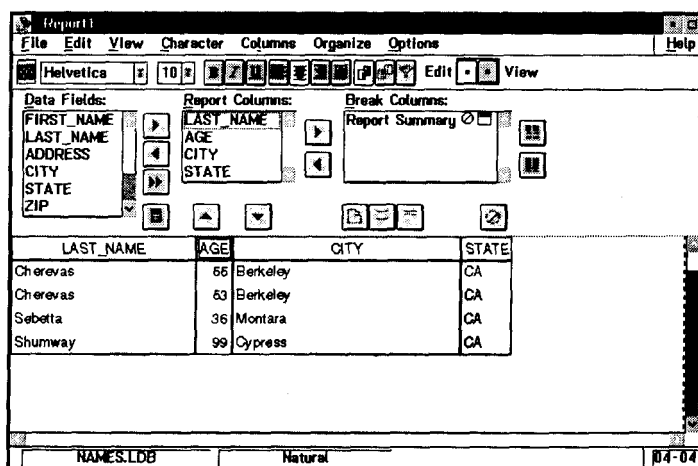 Report1
File Edit View Character Columns Organize Options Help
Helvetica 10 Edit View
Data Fields: Report Columns: Break Columns:
FIRST_NAME
LAST_NAME
ADDRESS
CITY
STATE
ZIP
LAST_NAME
AGE
CITY
STATE
Report Summary
LAST_NAME AGE CITY STATE
Cherevas Berkeley CA
Cherevas 53 Berkeley CA
Sebetta 36 Montara CA
Shumway 99 Cypress CA
NAMES.LDB Natural 04-04